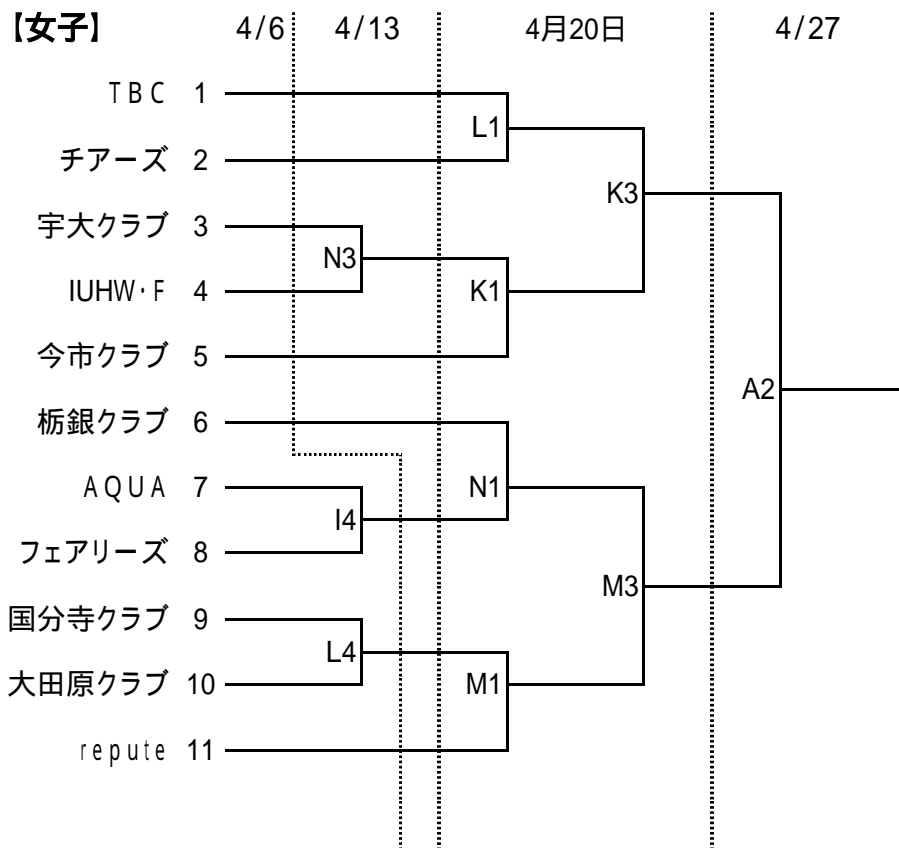 【女子】 4/6 4/13 4月20日 4/27
TBC 1
L1
チアーズ 2
K3
宇大クラブ 3
N3
IUHW・F 4
K1
今市クラブ 5
A2
栃銀クラブ 6
AQUA 7
N1
I4
フェアリーズ 8
M3
国分寺クラブ 9
L4
大田原クラブ 10
M1
repute 11